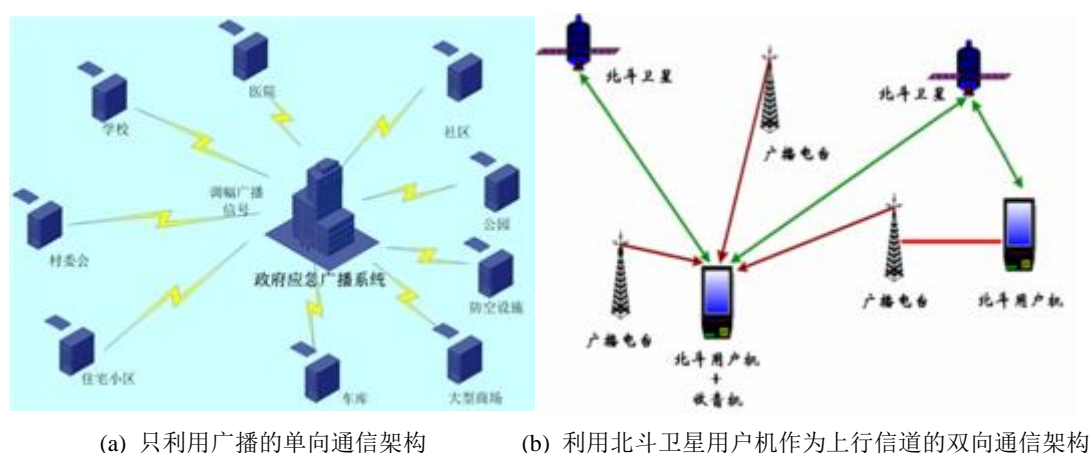 医院
学校
社区
调幅广播
信号
公园
村委会
政府应急广播系统
防空设施
住宅小区
车库
大型商场
北斗卫星
北斗卫星
广播电台
广播电台
广播电台
北斗用户机
北斗用户机
+
收音机
(a) 只利用广播的单向通信架构
(b) 利用北斗卫星用户机作为上行信道的双向通信架构